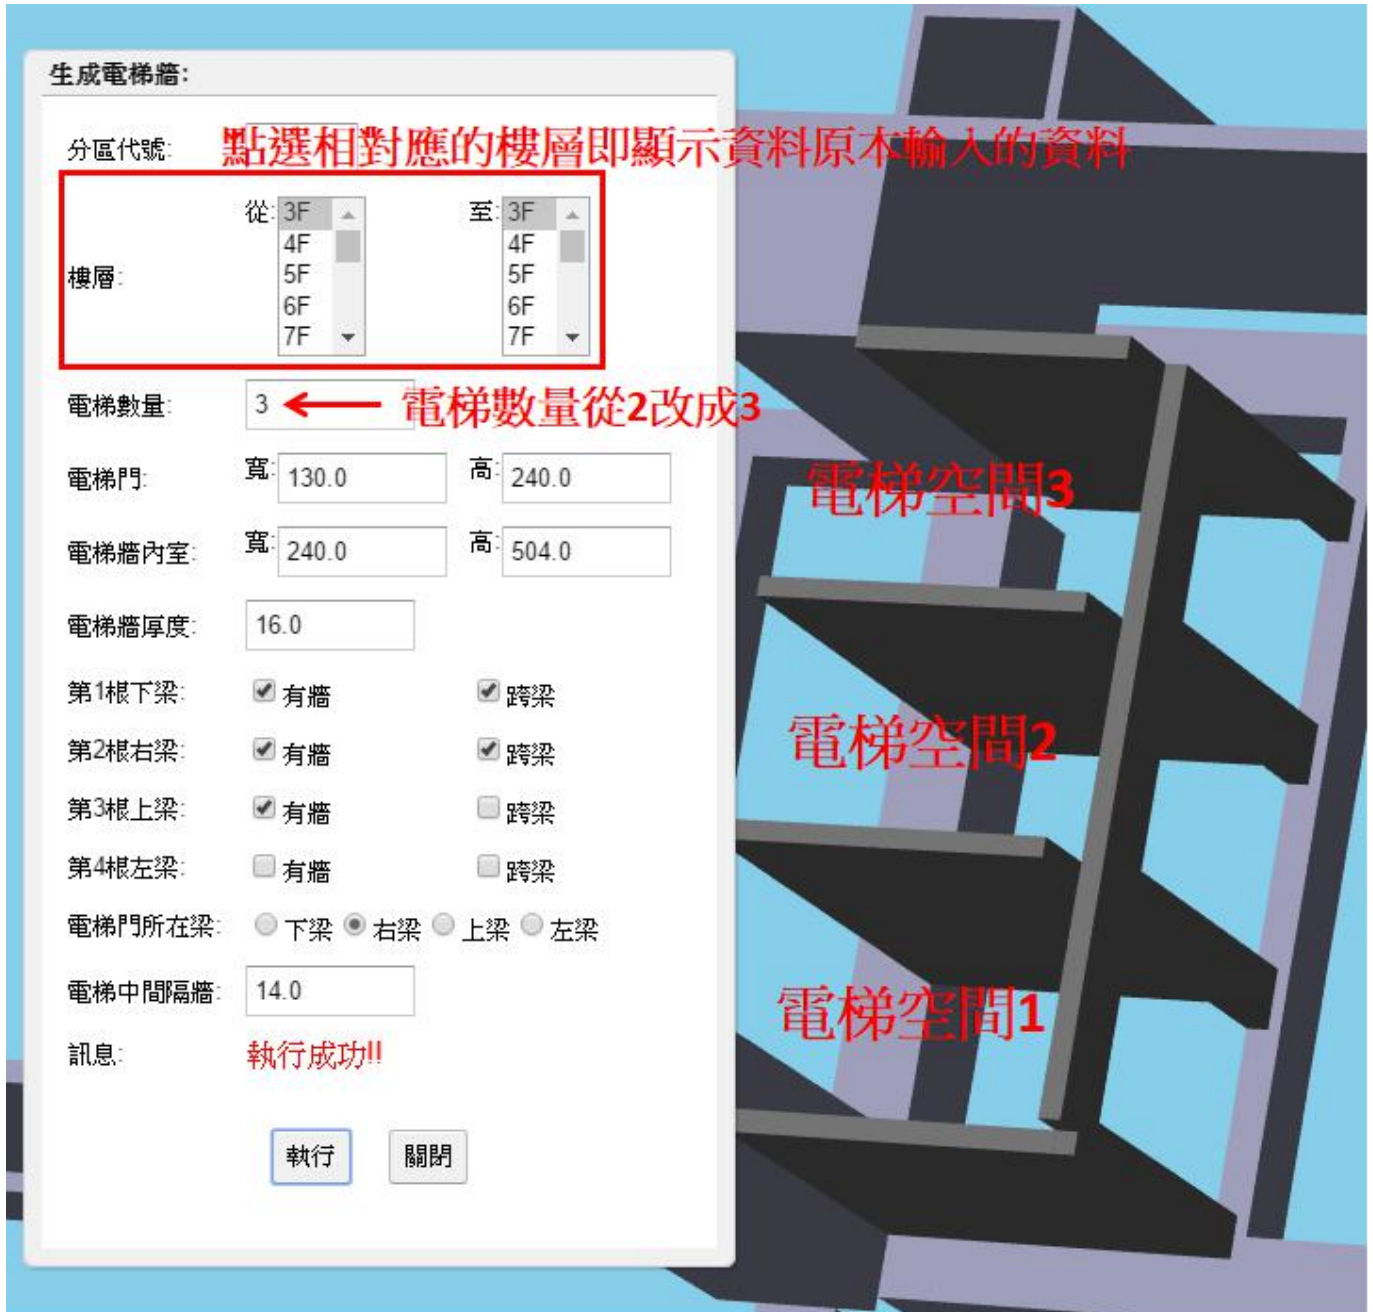 生成電梯牆:
分區代號:
點選相對應的樓層即顯示資料原本輸入的資料
從: 3F 至: 3F
4F 4F
樓層: 5F 5F
6F 6F
7F 7F
電梯數量: 3 電梯數量從2改成3
電梯門: 寬: 130.0 高: 240.0
電梯牆內室: 寬: 240.0 高: 504.0
電梯牆厚度: 16.0
第1根下梁: 有牆 跨梁
第2根右梁: 有牆 跨梁
第3根上梁: 有牆 跨梁
第4根左梁: 有牆 跨梁
電梯門所在梁: 下梁 右梁 上梁 左梁
電梯中間隔牆: 14.0
訊息: 執行成功!!
執行 關閉
電梯空間3
電梯空間2
電梯空間1